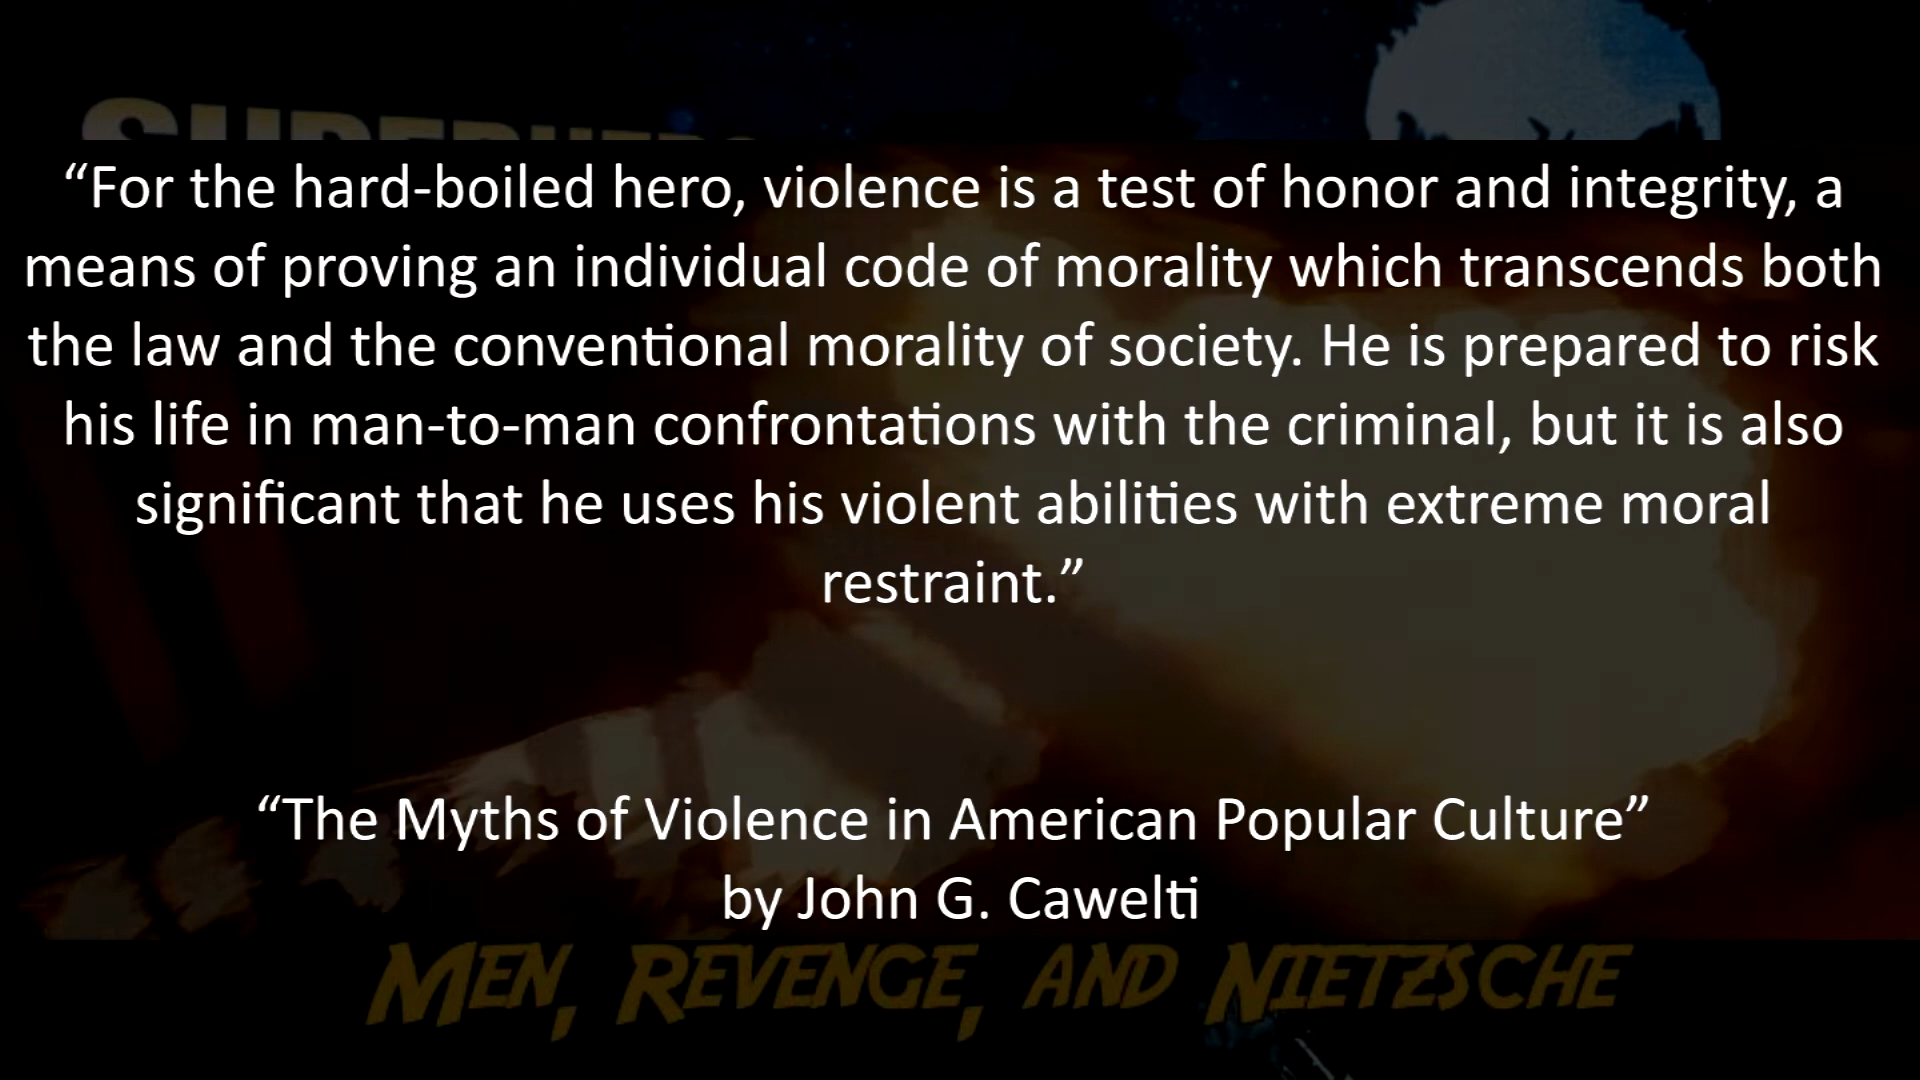 “For the hard-boiled hero, violence is a test of honor and integrity, a
means of proving an individual code of morality which transcends both
the law and the conventional morality of society. He is prepared to risk
his life in man-to-man confrontations with the criminal, but it is also
significant that he uses his violent abilities with extreme moral
restraint.”
“The Myths of Violence in American Popular Culture”
by John G. Cawelti
MEN, REVENGE, AND NIETZSCHE